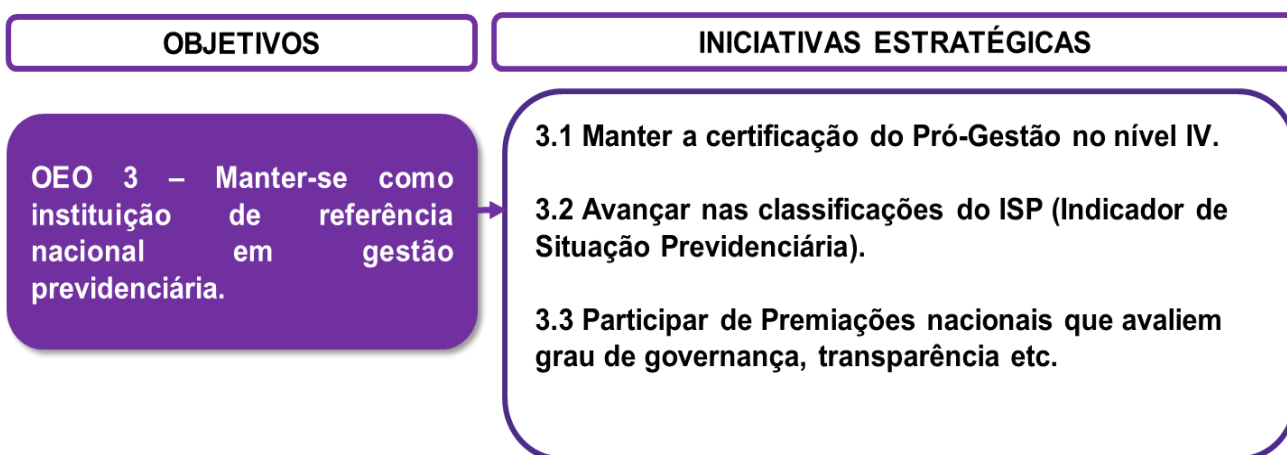 OBJETIVOS
INICIATIVAS ESTRATÉGICAS
OEO 3 – Manter-se como
instituição de referência
nacional em gestão
previdenciária.
3.1 Manter a certificação do Pró-Gestão no nível IV.
3.2 Avançar nas classificações do ISP (Indicador de
Situação Previdenciária).
3.3 Participar de Premiações nacionais que avaliem
grau de governança, transparência etc.